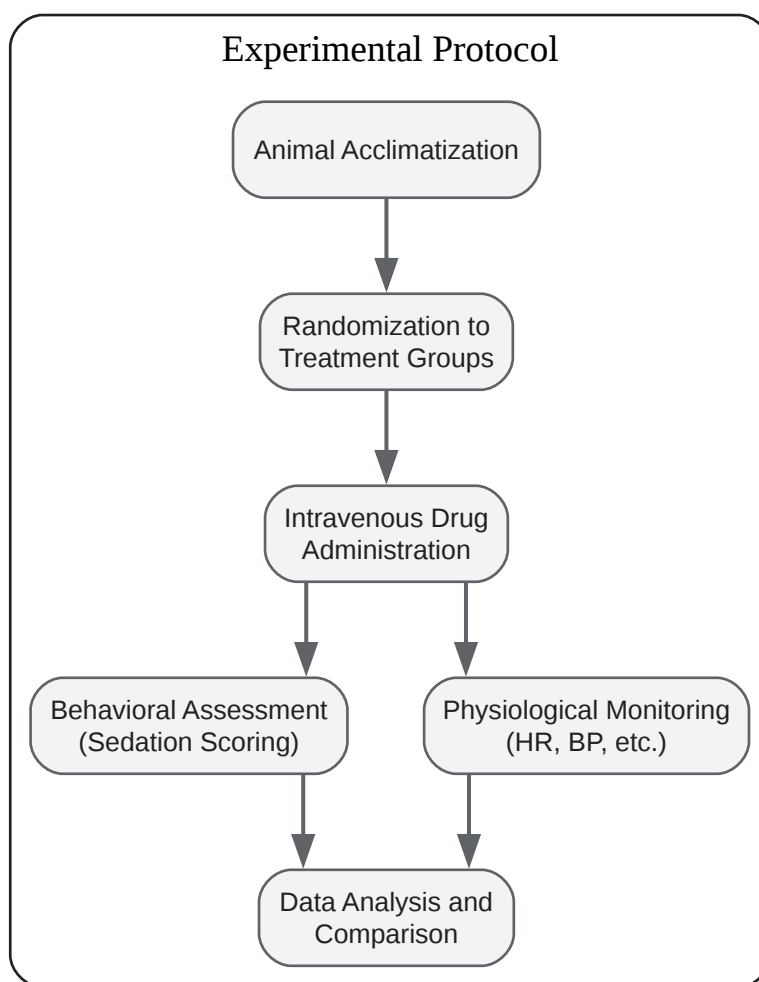 Experimental Protocol
Animal Acclimatization
Randomization to
Treatment Groups
Intravenous Drug
Administration
Behavioral Assessment
(Sedation Scoring)
Physiological Monitoring
(HR, BP, etc.)
Data Analysis and
Comparison